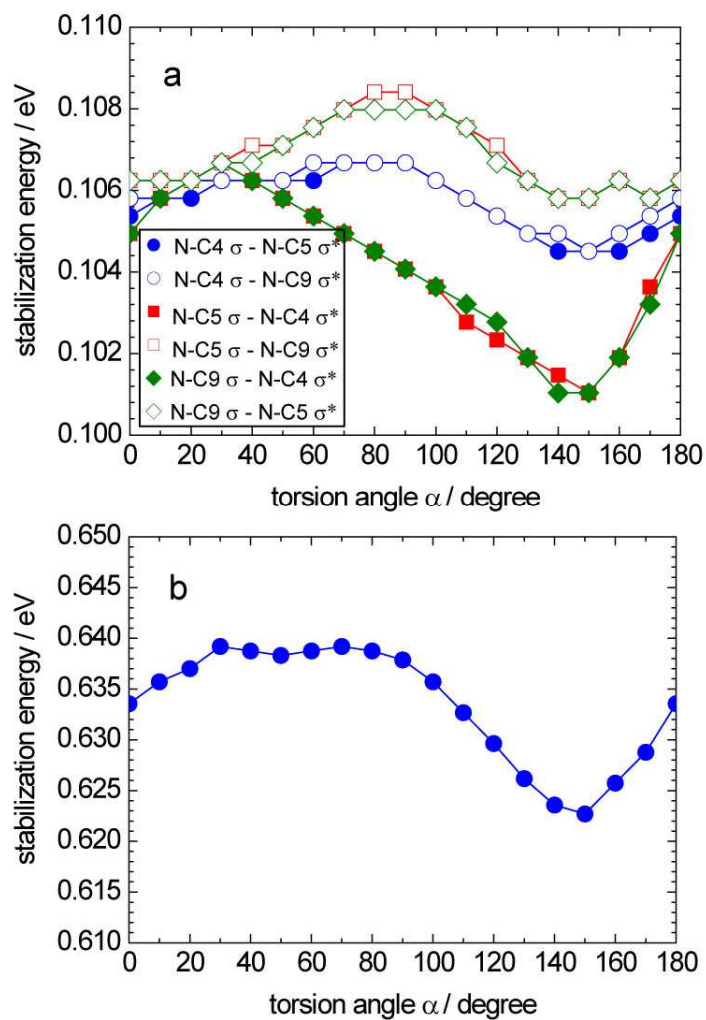 a
stabilization energy / eV
0.110
0.108
0.106
0.104
0.102
0.100
N-C4 σ - N-C5 σ*
N-C4 σ - N-C9 σ*
N-C5 σ - N-C4 σ*
N-C5 σ - N-C9 σ*
N-C9 σ - N-C4 σ*
N-C9 σ - N-C5 σ*
0 20 40 60 80 100 120 140 160 180
torsion angle α / degree
b
stabilization energy / eV
0.650
0.645
0.640
0.635
0.630
0.625
0.620
0.615
0.610
0 20 40 60 80 100 120 140 160 180
torsion angle α / degree